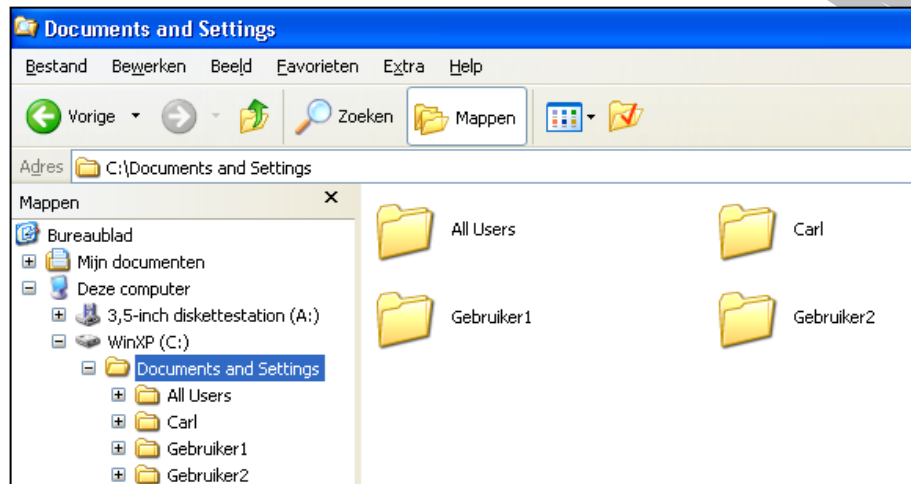 Documents and Settings
Bestand Bewerken Beeld Favorieten Extra Help
Vorige Zoeken Mappen
Adres C:\Documents and Settings
Mappen x
Bureaublad
Mijn documenten
Deze computer
3,5-inch diskettestation (A:)
WinXP (C:)
Documents and Settings
All Users
Carl
Gebruiker1
Gebruiker2
All Users Carl
Gebruiker1 Gebruiker2